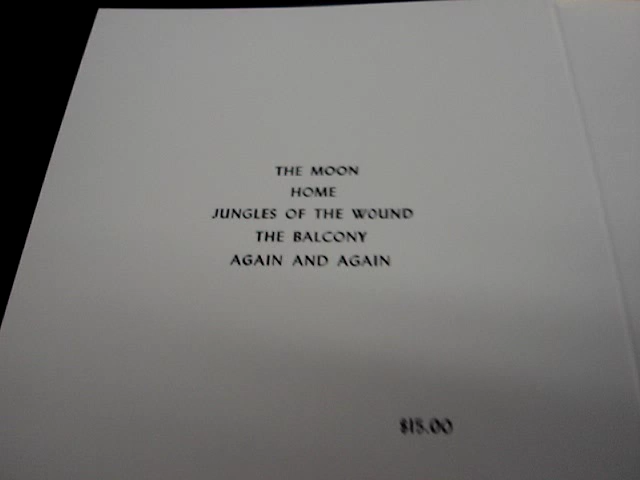 THE MOON
HOME
JUNGLES OF THE WOUND
THE BALCONY
AGAIN AND AGAIN
$15.00